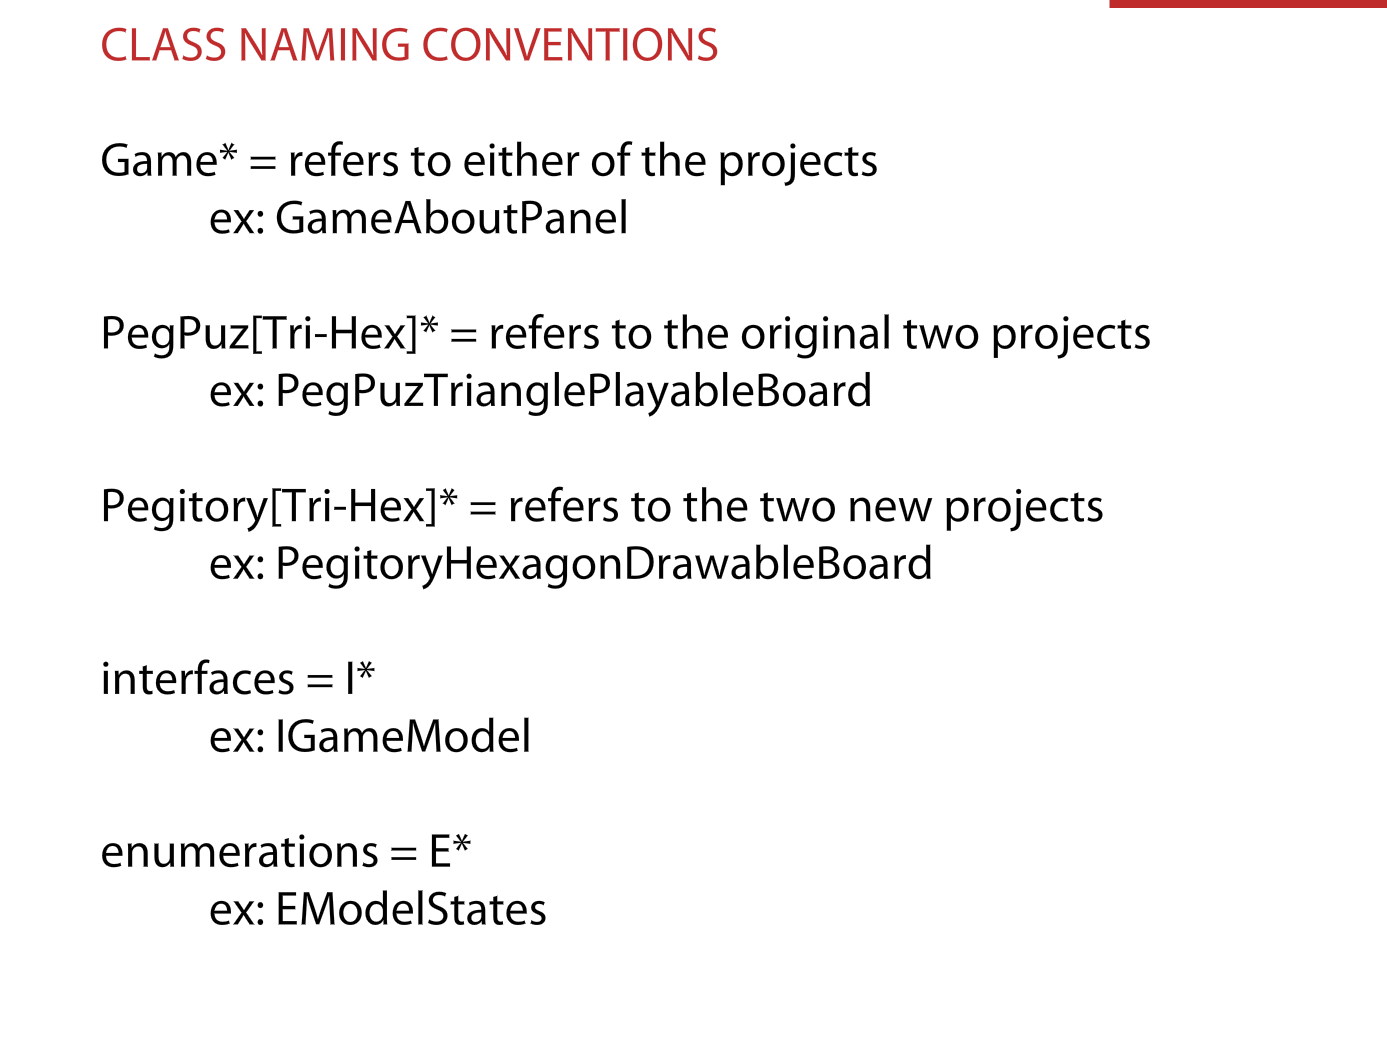 CLASS NAMING CONVENTIONS
Game* = refers to either of the projects
ex: GameAboutPanel
PegPuz[Tri-Hex]* = refers to the original two projects
ex: PegPuzTrianglePlayableBoard
Pegitory[Tri-Hex]* = refers to the two new projects
ex: PegitoryHexagonDrawableBoard
interfaces = I*
ex: IGameModel
enumerations = E*
ex: EModelStates